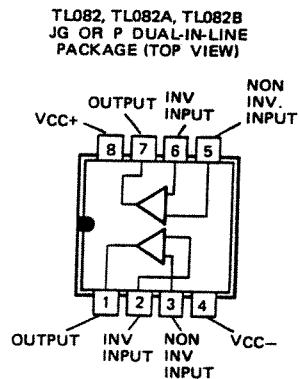 TL082, TL082A, TL082B
JG OR P DUAL-IN-LINE
PACKAGE (TOP VIEW)
NON
INV.
INPUT
INV
INPUT
OUTPUT
VCC+
8 7 6 5
1 2 3 4
OUTPUT
INV
INPUT
NON
INV
INPUT
VCC−